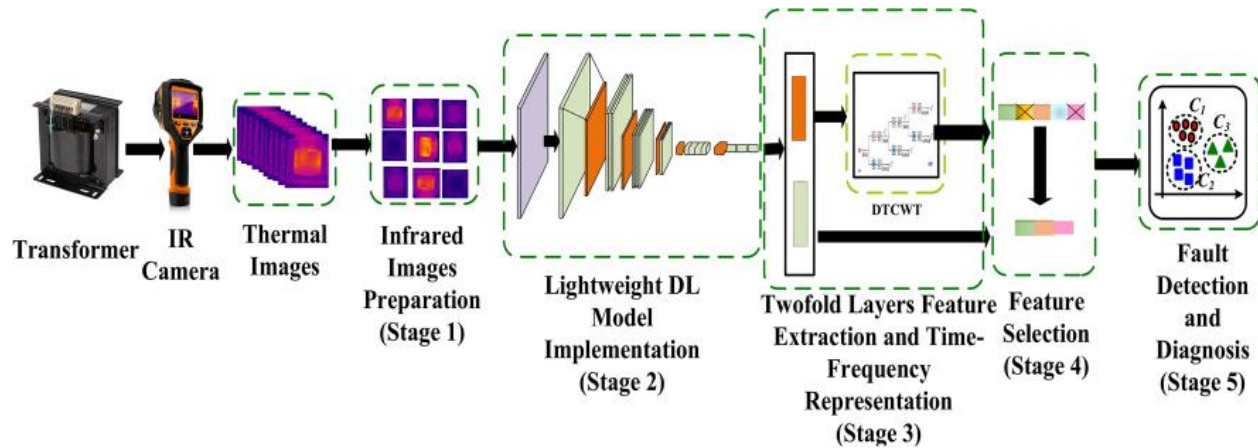 Transformer
IR
Camera
Thermal
Images
Infrared
Images
Preparation
(Stage 1)
Lightweight DL
Model
Implementation
(Stage 2)
DTCWT
Twofold Layers Feature
Extraction and Time-
Frequency
Representation
(Stage 3)
Feature
Selection
(Stage 4)
C1
C3
C2
Fault
Detection
and
Diagnosis
(Stage 5)